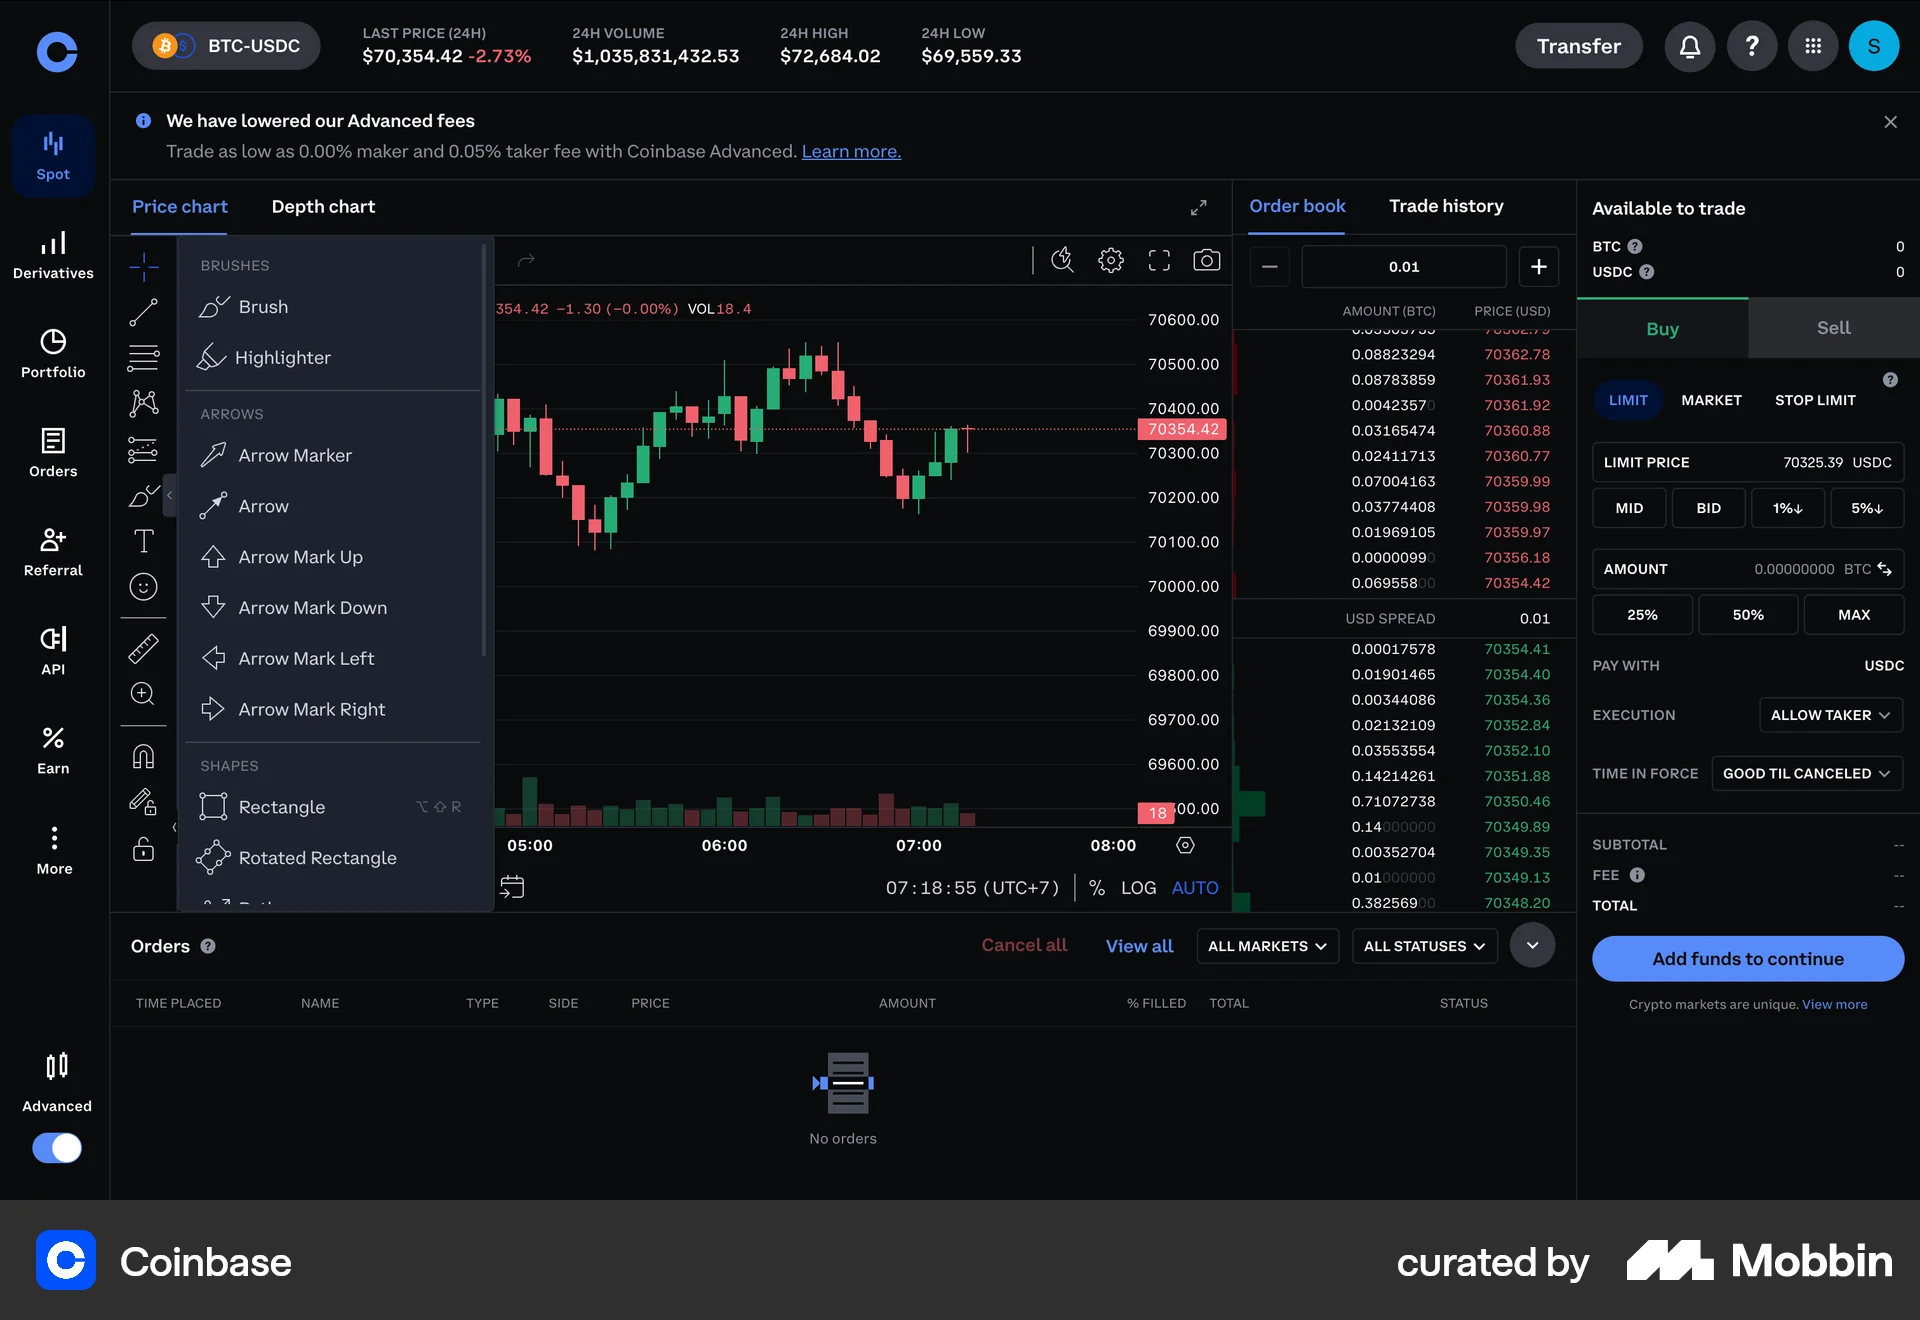 BTC-USDC
LAST PRICE (24H)
$70,354.42 -2.73%
24H VOLUME
$1,035,831,432.53
24H HIGH
$72,684.02
24H LOW
$69,559.33
Transfer
?
S
We have lowered our Advanced fees
Trade as low as 0.00% maker and 0.05% taker fee with Coinbase Advanced. Learn more.
Spot
Derivatives
Portfolio
Orders
Referral
API
Earn
More
Advanced
Price chart
Depth chart
BRUSHES
Brush
Highlighter
ARROWS
Arrow Marker
Arrow
Arrow Mark Up
Arrow Mark Down
Arrow Mark Left
Arrow Mark Right
SHAPES
Rectangle ⌥⇧R
Rotated Rectangle
354.42 −1.30 (−0.00%) VOL18.4
70600.00
70500.00
70400.00
70354.42
70300.00
70200.00
70100.00
70000.00
69900.00
69800.00
69700.00
69600.00
18
00.00
05:00
06:00
07:00
08:00
07:18:55 (UTC+7)
%
LOG
AUTO
Order book
Trade history
0.01
AMOUNT (BTC) PRICE (USD)
0.08823294 70362.78
0.08783859 70361.93
0.00423570 70361.92
0.03165474 70360.88
0.02411713 70360.77
0.07004163 70359.99
0.03774408 70359.98
0.01969105 70359.97
0.00000990 70356.18
0.06955800 70354.42
USD SPREAD 0.01
0.00017578 70354.41
0.01901465 70354.40
0.00344086 70354.36
0.02132109 70352.84
0.03553554 70352.10
0.14214261 70351.88
0.71072738 70350.46
0.14000000 70349.89
0.00352704 70349.35
0.01000000 70349.13
0.38256900 70348.20
Available to trade
BTC ? 0
USDC ? 0
Buy
Sell
?
LIMIT
MARKET
STOP LIMIT
LIMIT PRICE 70325.39 USDC
MID
BID
1%↓
5%↓
AMOUNT 0.00000000 BTC
25%
50%
MAX
PAY WITH USDC
EXECUTION ALLOW TAKER
TIME IN FORCE GOOD TIL CANCELED
SUBTOTAL --
FEE --
TOTAL --
Add funds to continue
Crypto markets are unique. View more
Orders ?
Cancel all
View all
ALL MARKETS
ALL STATUSES
TIME PLACED
NAME
TYPE
SIDE
PRICE
AMOUNT
% FILLED
TOTAL
STATUS
No orders
Coinbase
curated by
Mobbin